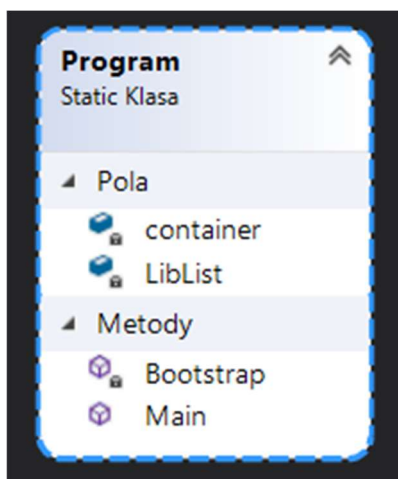 Program
Static Klasa
Pola
container
LibList
Metody
Bootstrap
Main